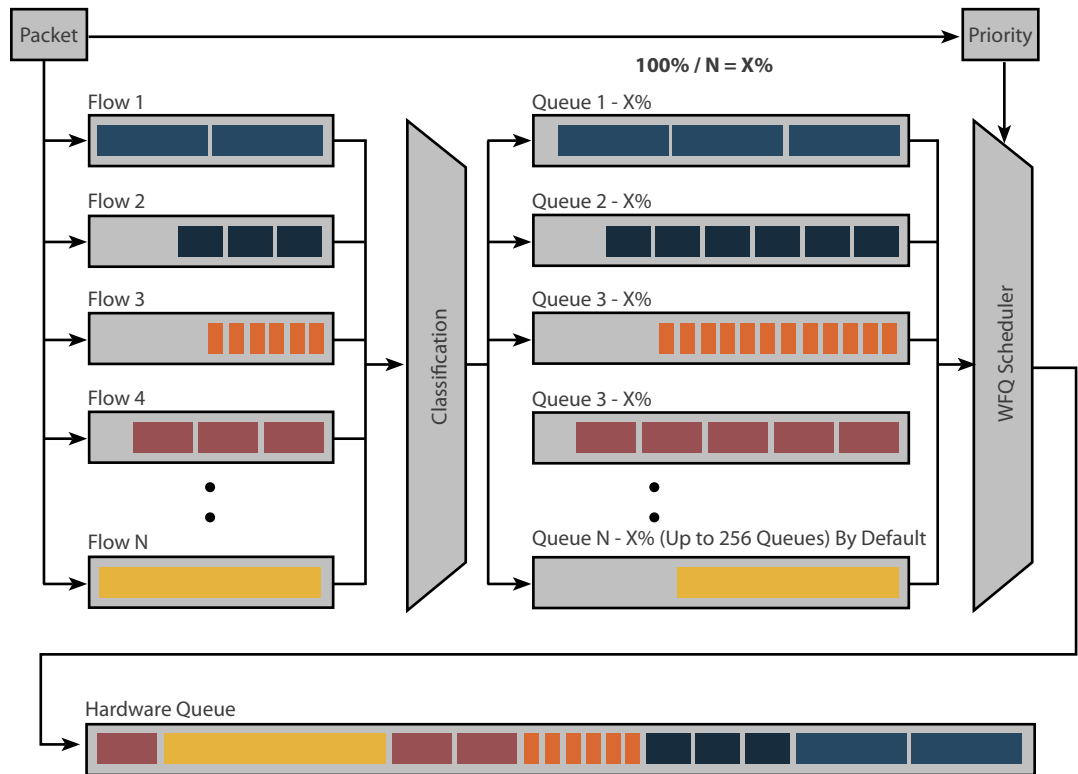 Packet
Priority
100% / N = X%
Flow 1
Queue 1 - X%
Flow 2
Queue 2 - X%
Flow 3
Queue 3 - X%
Flow 4
Queue 3 - X%
Flow N
Queue N - X% (Up to 256 Queues) By Default
Classification
WFQ Scheduler
Hardware Queue